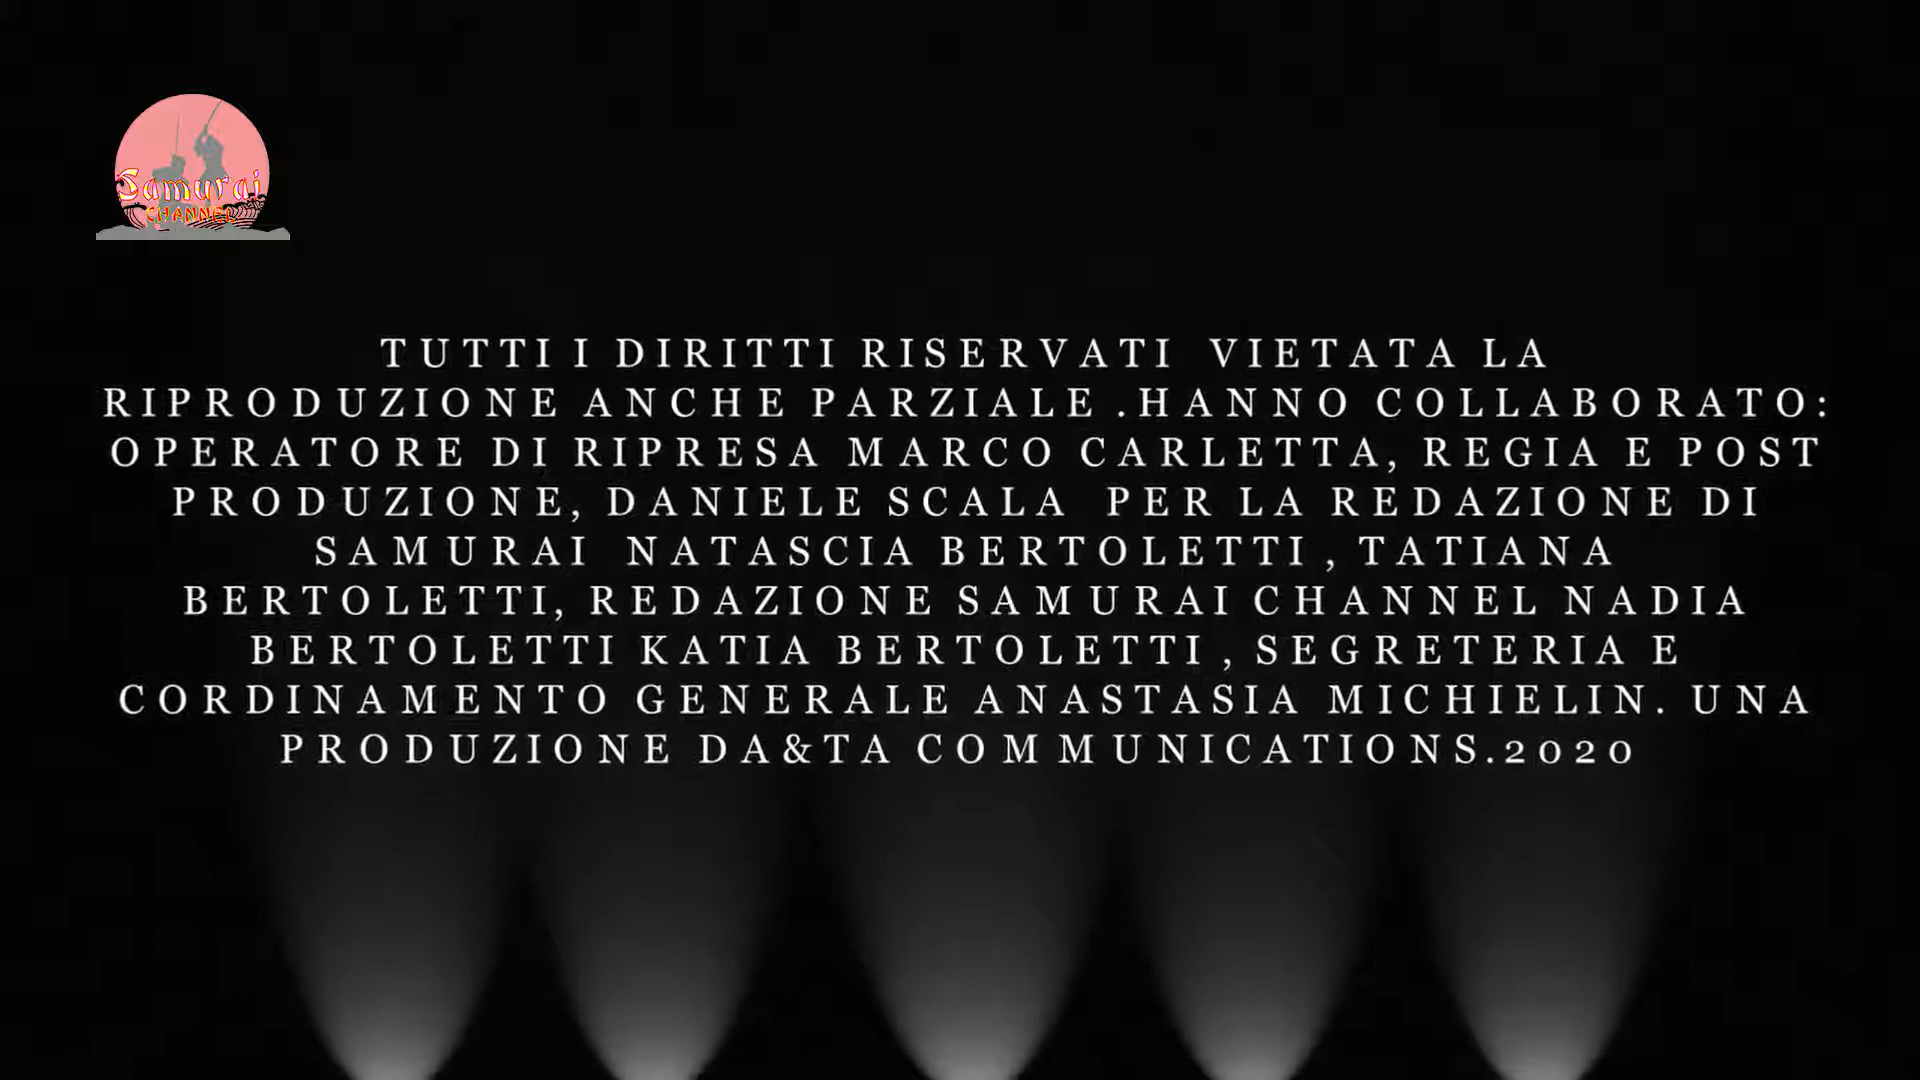 Samurai
CHANNEL
TUTTI I DIRITTI RISERVATI VIETATA LA
RIPRODUZIONE ANCHE PARZIALE .HANNO COLLABORATO:
OPERATORE DI RIPRESA MARCO CARLETTA, REGIA E POST
PRODUZIONE, DANIELE SCALA PER LA REDAZIONE DI
SAMURAI NATASCIA BERTOLETTI , TATIANA
BERTOLETTI, REDAZIONE SAMURAI CHANNEL NADIA
BERTOLETTI KATIA BERTOLETTI , SEGRETERIA E
CORDINAMENTO GENERALE ANASTASIA MICHIELIN. UNA
PRODUZIONE DA&TA COMMUNICATIONS.2020